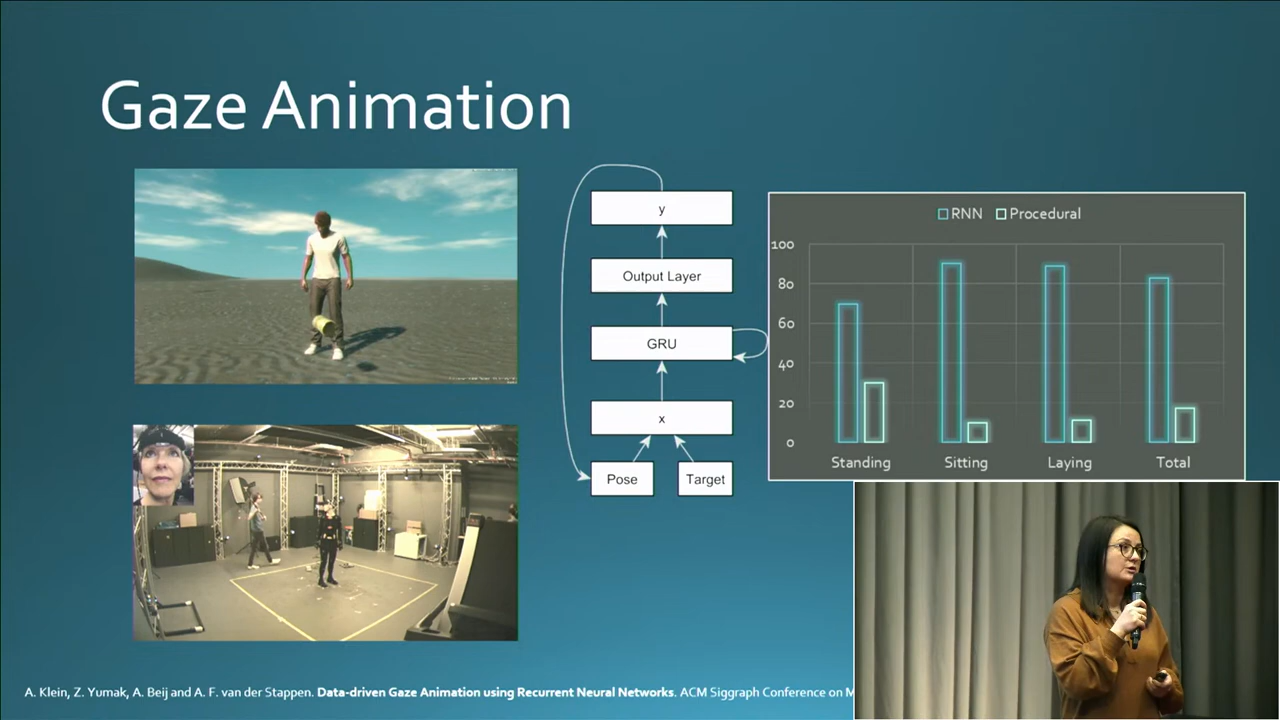 Gaze Animation
y
Output Layer
GRU
x
Pose Target
RNN Procedural
100
80
60
40
20
0
Standing Sitting Laying Total
A. Klein, Z. Yumak, A. Beij and A. F. van der Stappen. Data-driven Gaze Animation using Recurrent Neural Networks. ACM Siggraph Conference on M